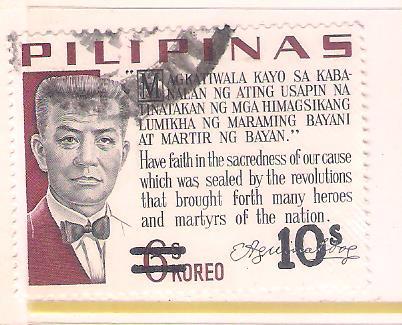 PILIPINAS
"MAGKATIWALA KAYO SA KABA-
NALAN NG ATING USAPIN NA
TINATAKAN NG MGA HIMAGSIKANG
LUMIKHA NG MARAMING BAYANI
AT MARTIR NG BAYAN."
Have faith in the sacredness of our cause
which was sealed by the revolutions
that brought forth many heroes
and martyrs of the nation.
6s KOREO 10s EAguinaldo